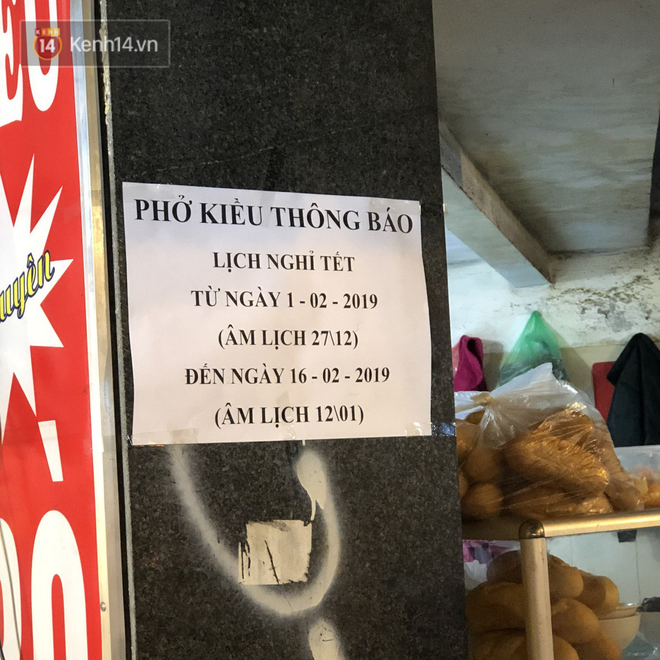 14 Kenh14.vn
PHỞ KIỀU THÔNG BÁO
LỊCH NGHỈ TẾT
TỪ NGÀY 1 - 02 - 2019
(ÂM LỊCH 27\12)
ĐẾN NGÀY 16 - 02 - 2019
(ÂM LỊCH 12\01)